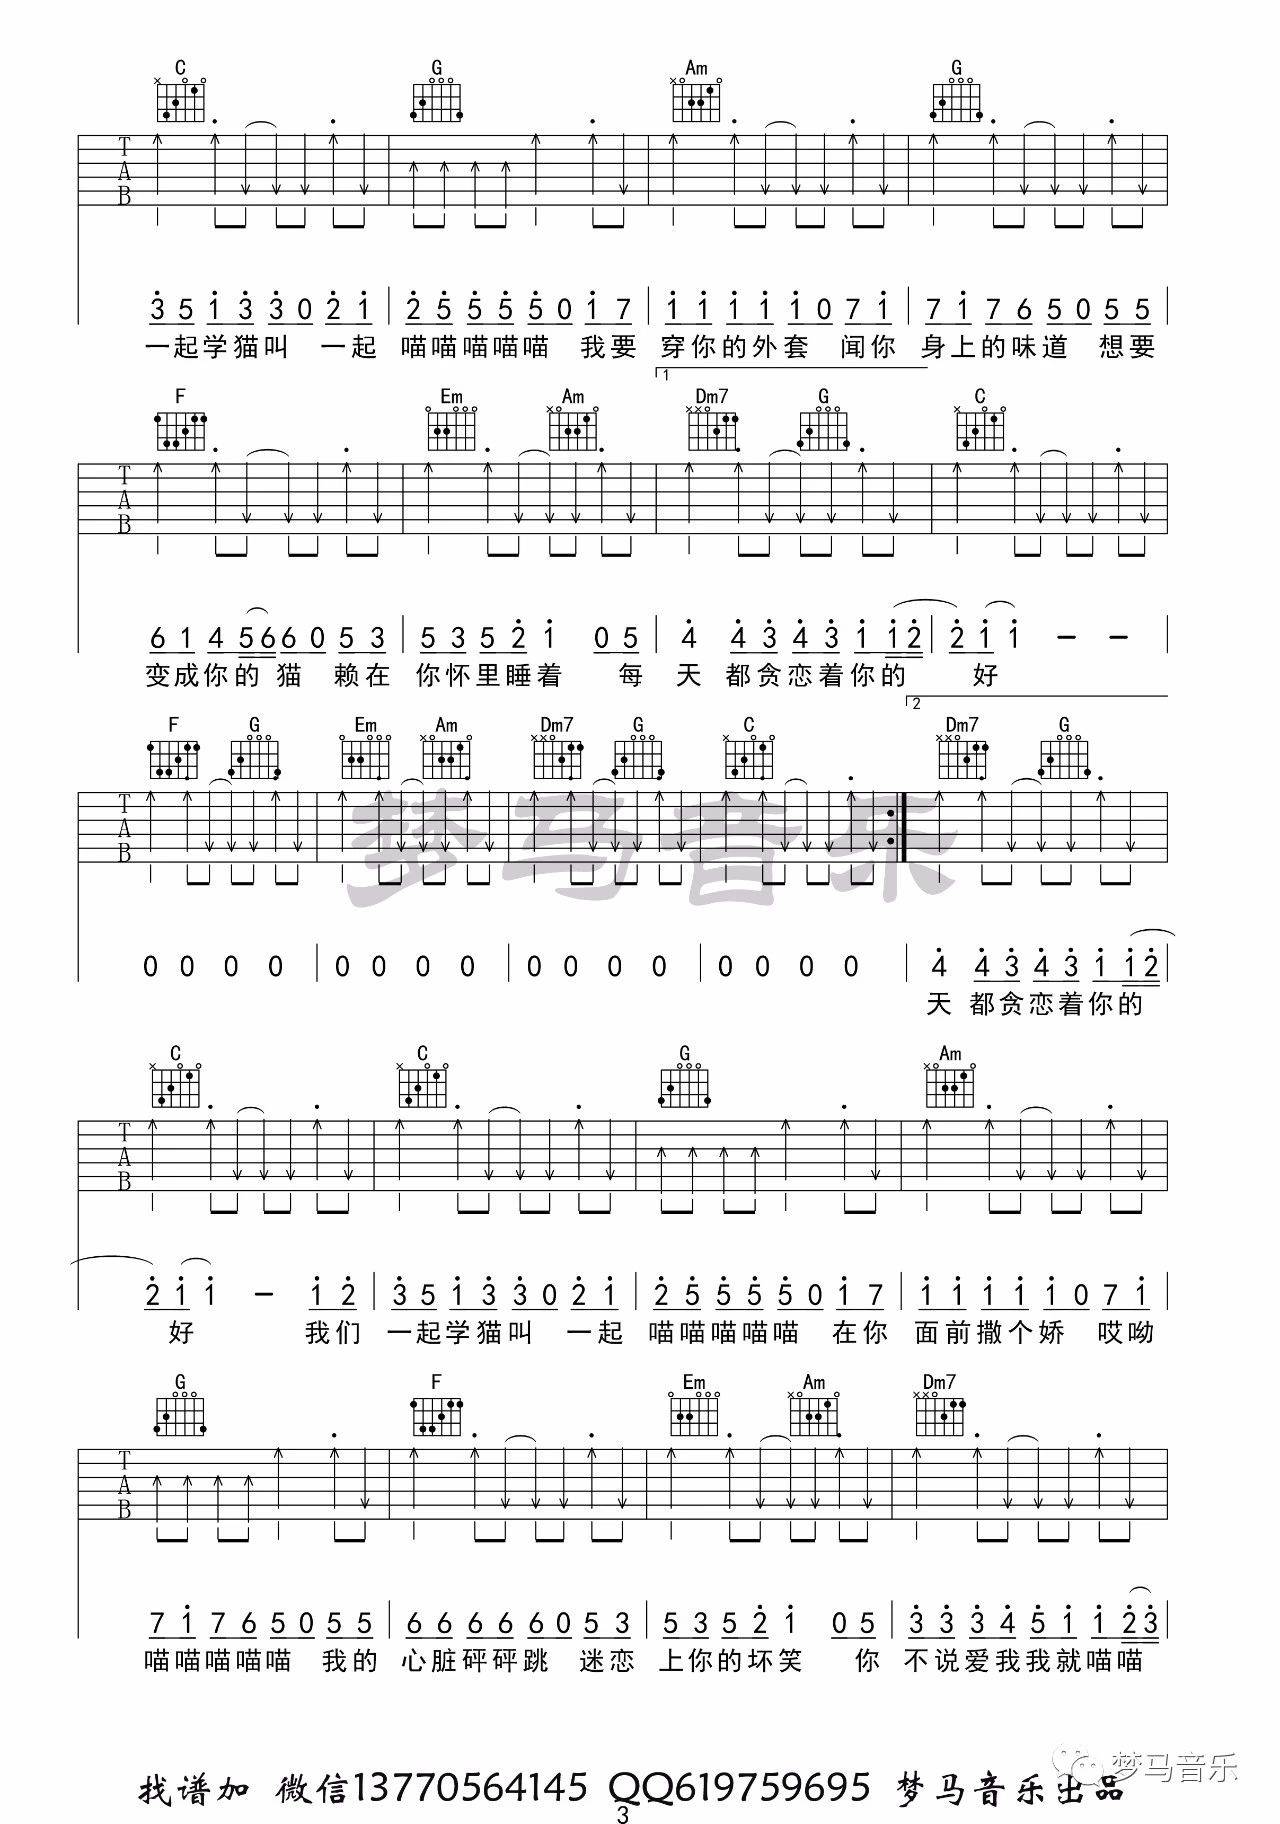 C G Am G
T A B
3 5 1 3 3 0 2 1 2 5 5 5 5 0 1 7 1 1 1 1 1 0 7 1 7 1 7 6 5 0 5 5
一起学猫叫 一起 喵喵喵喵喵 我要 穿你的外套 闻你 身上的味道 想要
1
F Em Am Dm7 G C
T A B
6 1 4 5 6 6 0 5 3 5 3 5 2 1 0 5 4 4 3 4 3 1 1 2 2 1 1 – –
变成你的 猫 赖在 你怀里睡着 每 天 都贪恋着你的 好
2
F G Em Am Dm7 G C Dm7 G
T A B
梦马音乐
0 0 0 0 0 0 0 0 0 0 0 0 0 0 0 0 4 4 3 4 3 1 1 2
天 都贪恋着你的
C C G Am
T A B
2 1 1 – 1 2 3 5 1 3 3 0 2 1 2 5 5 5 5 0 1 7 1 1 1 1 1 0 7 1
好 我们 一起学猫叫 一起 喵喵喵喵喵 在你 面前撒个娇 哎呦
G F Em Am Dm7
T A B
7 1 7 6 5 0 5 5 6 6 6 6 6 0 5 3 5 3 5 2 1 0 5 3 3 3 4 5 1 1 2 3
喵喵喵喵喵 我的 心脏砰砰跳 迷恋 上你的坏笑 你 不说爱我我就喵喵
梦马音乐
找谱加 微信13770564145 QQ619759695 梦马音乐出品
3